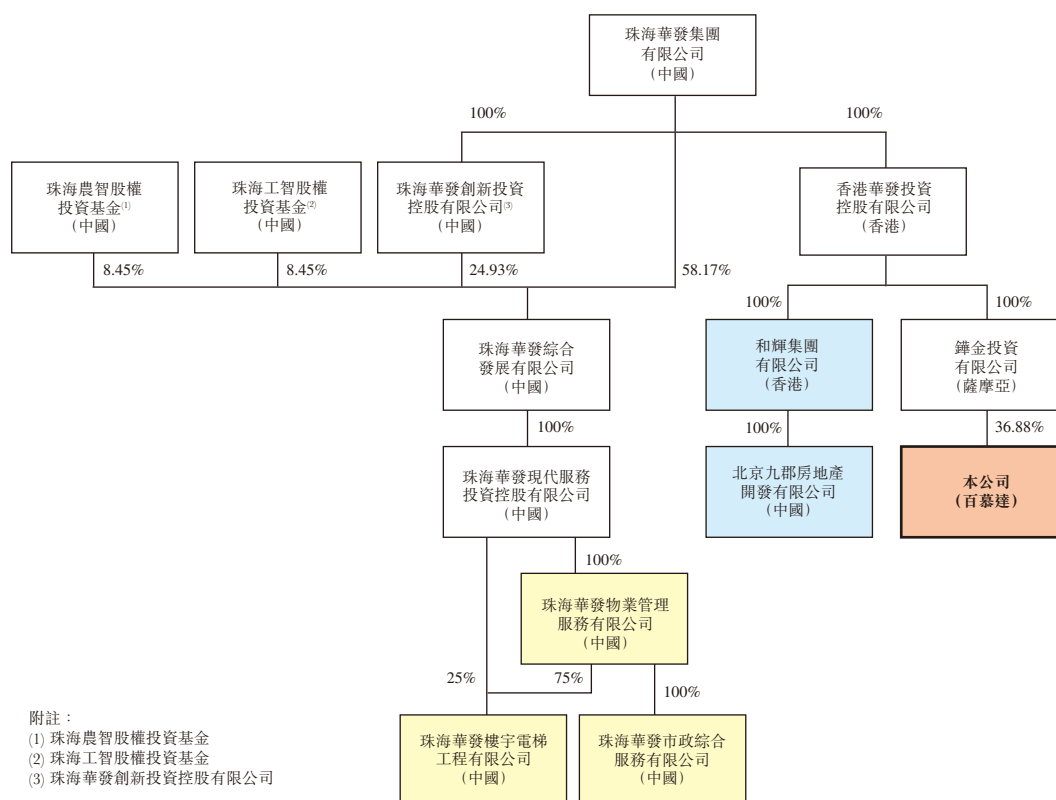 珠海華發集團
有限公司
(中國)
100%
100%
珠海農智股權
投資基金(1)
(中國)
珠海工智股權
投資基金(2)
(中國)
珠海華發創新投資
控股有限公司(3)
(中國)
香港華發投資
控股有限公司
(香港)
8.45%
8.45%
24.93%
58.17%
100%
100%
珠海華發綜合
發展有限公司
(中國)
和輝集團
有限公司
(香港)
鏵金投資
有限公司
(薩摩亞)
100%
100%
36.88%
珠海華發現代服務
投資控股有限公司
(中國)
北京九郡房地產
開發有限公司
(中國)
本公司
(百慕達)
100%
珠海華發物業管理
服務有限公司
(中國)
25%
75%
100%
珠海華發樓宇電梯
工程有限公司
(中國)
珠海華發市政綜合
服務有限公司
(中國)
附註：
(1) 珠海農智股權投資基金
(2) 珠海工智股權投資基金
(3) 珠海華發創新投資控股有限公司